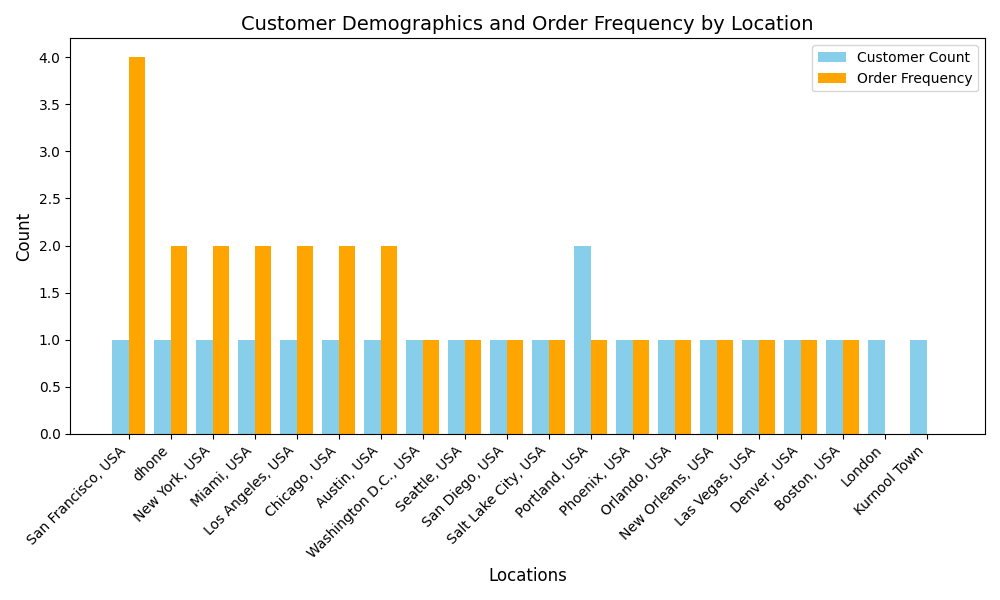 Customer Demographics and Order Frequency by Location
Customer Count
Order Frequency
Count
4.0
3.5
3.0
2.5
2.0
1.5
1.0
0.5
0.0
San Francisco, USA
dhone
New York, USA
Miami, USA
Los Angeles, USA
Chicago, USA
Austin, USA
Washington D.C., USA
Seattle, USA
San Diego, USA
Salt Lake City, USA
Portland, USA
Phoenix, USA
Orlando, USA
New Orleans, USA
Las Vegas, USA
Denver, USA
Boston, USA
London
Kurnool Town
Locations